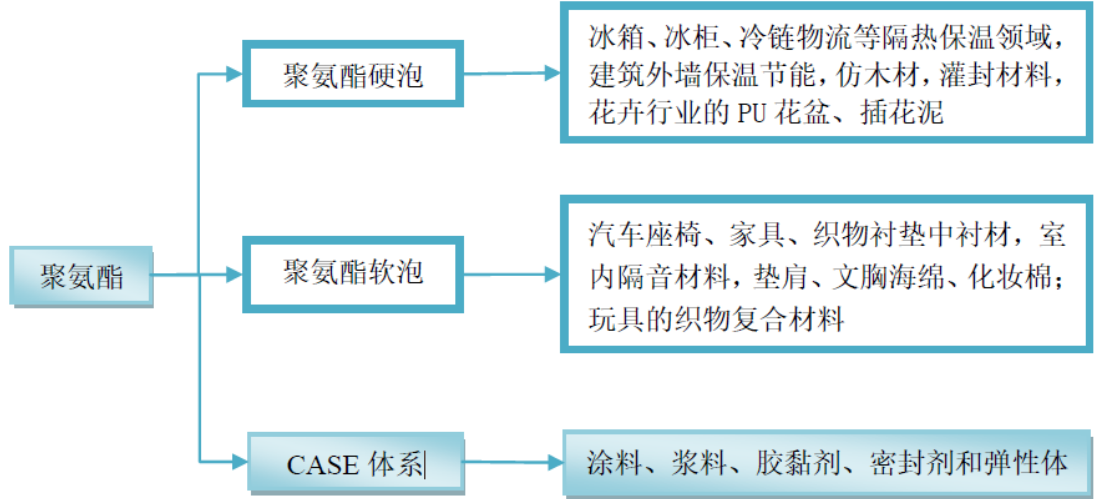 聚氨酯硬泡
冰箱、冰柜、冷链物流等隔热保温领域，
建筑外墙保温节能，仿木材，灌封材料，
花卉行业的 PU 花盆、插花泥
聚氨酯
聚氨酯软泡
汽车座椅、家具、织物衬垫中衬材，室
内隔音材料，垫肩、文胸海绵、化妆棉；
玩具的织物复合材料
CASE 体系
涂料、浆料、胶黏剂、密封剂和弹性体